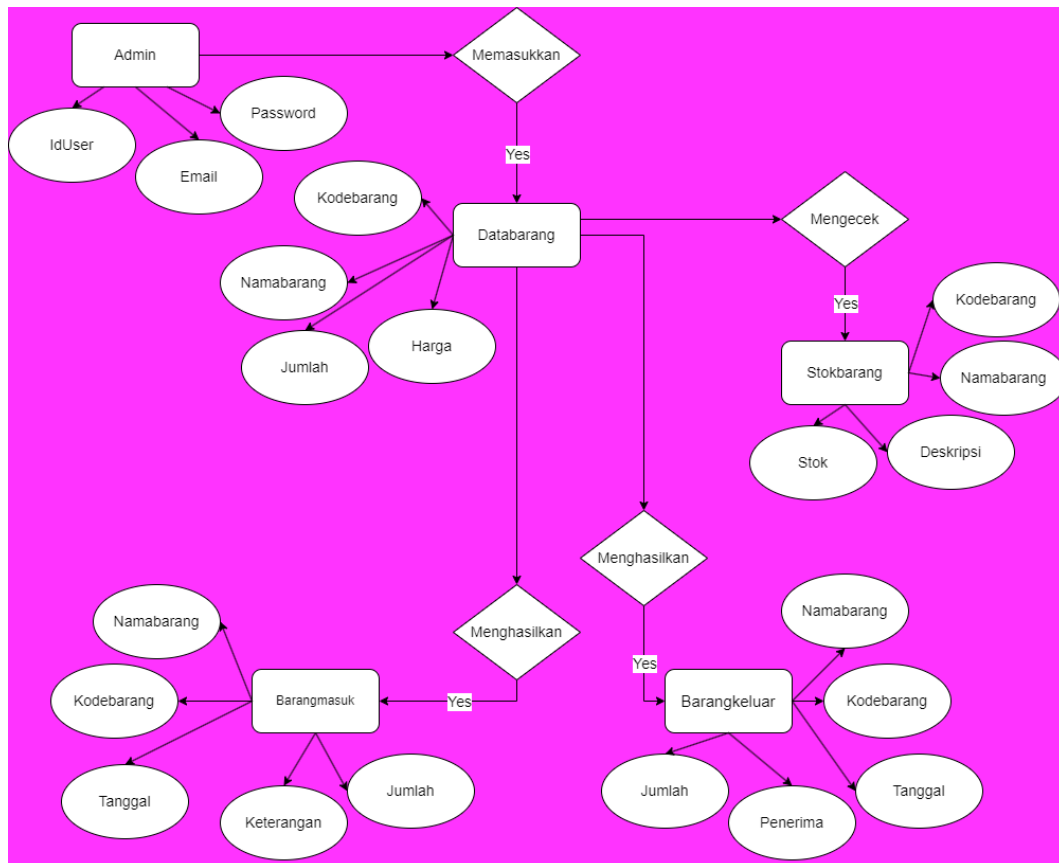 Admin
Memasukkan
Password
IdUser
Email
Yes
Kodebarang
Databarang
Mengecek
Namabarang
Harga
Jumlah
Yes
Kodebarang
Stokbarang
Namabarang
Stok
Deskripsi
Menghasilkan
Menghasilkan
Namabarang
Namabarang
Yes
Kodebarang
Barangmasuk
Yes
Barangkeluar
Kodebarang
Tanggal
Keterangan
Jumlah
Jumlah
Penerima
Tanggal